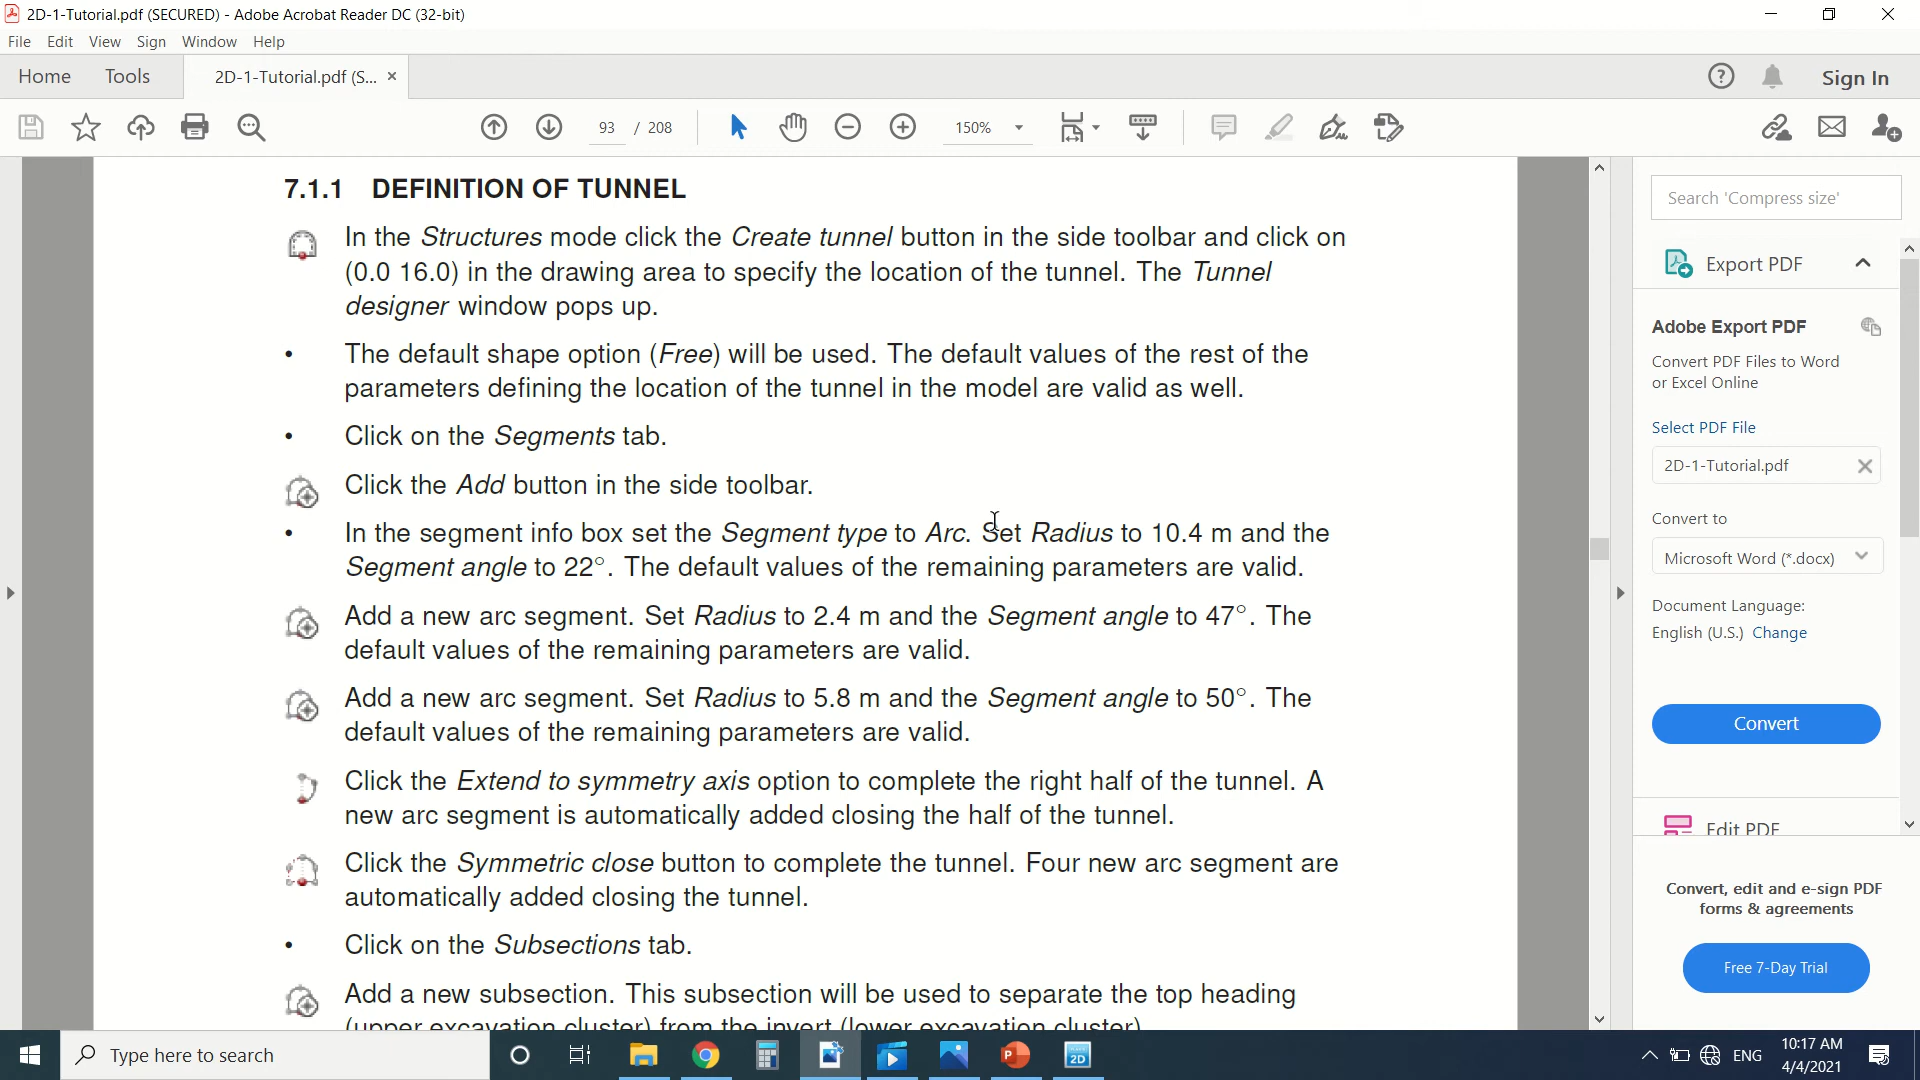 2D-1-Tutorial.pdf (SECURED) - Adobe Acrobat Reader DC (32-bit)
File Edit View Sign Window Help
Home Tools 2D-1-Tutorial.pdf (S... × Sign In
93 / 208 150%
7.1.1 DEFINITION OF TUNNEL
In the Structures mode click the Create tunnel button in the side toolbar and click on
(0.0 16.0) in the drawing area to specify the location of the tunnel. The Tunnel
designer window pops up.
• The default shape option (Free) will be used. The default values of the rest of the
parameters defining the location of the tunnel in the model are valid as well.
• Click on the Segments tab.
Click the Add button in the side toolbar.
• In the segment info box set the Segment type to Arc. Set Radius to 10.4 m and the
Segment angle to 22°. The default values of the remaining parameters are valid.
Add a new arc segment. Set Radius to 2.4 m and the Segment angle to 47°. The
default values of the remaining parameters are valid.
Add a new arc segment. Set Radius to 5.8 m and the Segment angle to 50°. The
default values of the remaining parameters are valid.
Click the Extend to symmetry axis option to complete the right half of the tunnel. A
new arc segment is automatically added closing the half of the tunnel.
Click the Symmetric close button to complete the tunnel. Four new arc segment are
automatically added closing the tunnel.
• Click on the Subsections tab.
Add a new subsection. This subsection will be used to separate the top heading
(upper excavation cluster) from the invert (lower excavation cluster)
Search 'Compress size'
Export PDF
Adobe Export PDF
Convert PDF Files to Word
or Excel Online
Select PDF File
2D-1-Tutorial.pdf
Convert to
Microsoft Word (*.docx)
Document Language:
English (U.S.) Change
Convert
Edit PDF
Convert, edit and e-sign PDF
forms & agreements
Free 7-Day Trial
Type here to search
2D
ENG
10:17 AM
4/4/2021